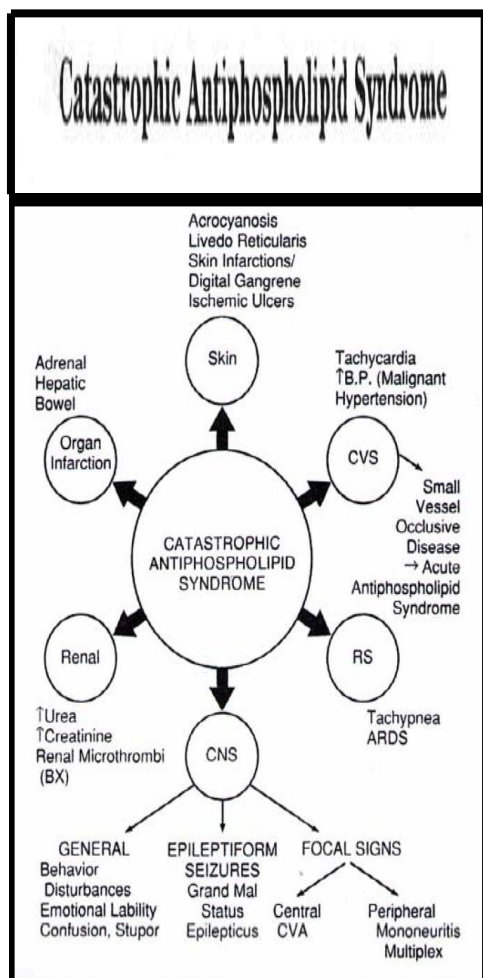 Catastrophic Antiphospholipid Syndrome
Acrocyanosis
Livedo Reticularis
Skin Infarctions/
Digital Gangrene
Ischemic Ulcers
Skin
Adrenal
Hepatic
Bowel
Organ
Infarction
Tachycardia
↑B.P. (Malignant
Hypertension)
CVS
Small
Vessel
Occlusive
Disease
→ Acute
Antiphospholipid
Syndrome
CATASTROPHIC
ANTIPHOSPHOLIPID
SYNDROME
Renal
↑Urea
↑Creatinine
Renal Microthrombi
(BX)
RS
Tachypnea
ARDS
CNS
GENERAL
Behavior
Disturbances
Emotional Lability
Confusion, Stupor
EPILEPTIFORM
SEIZURES
Grand Mal
Status
Epilepticus
FOCAL SIGNS
Central
CVA
Peripheral
Mononeuritis
Multiplex